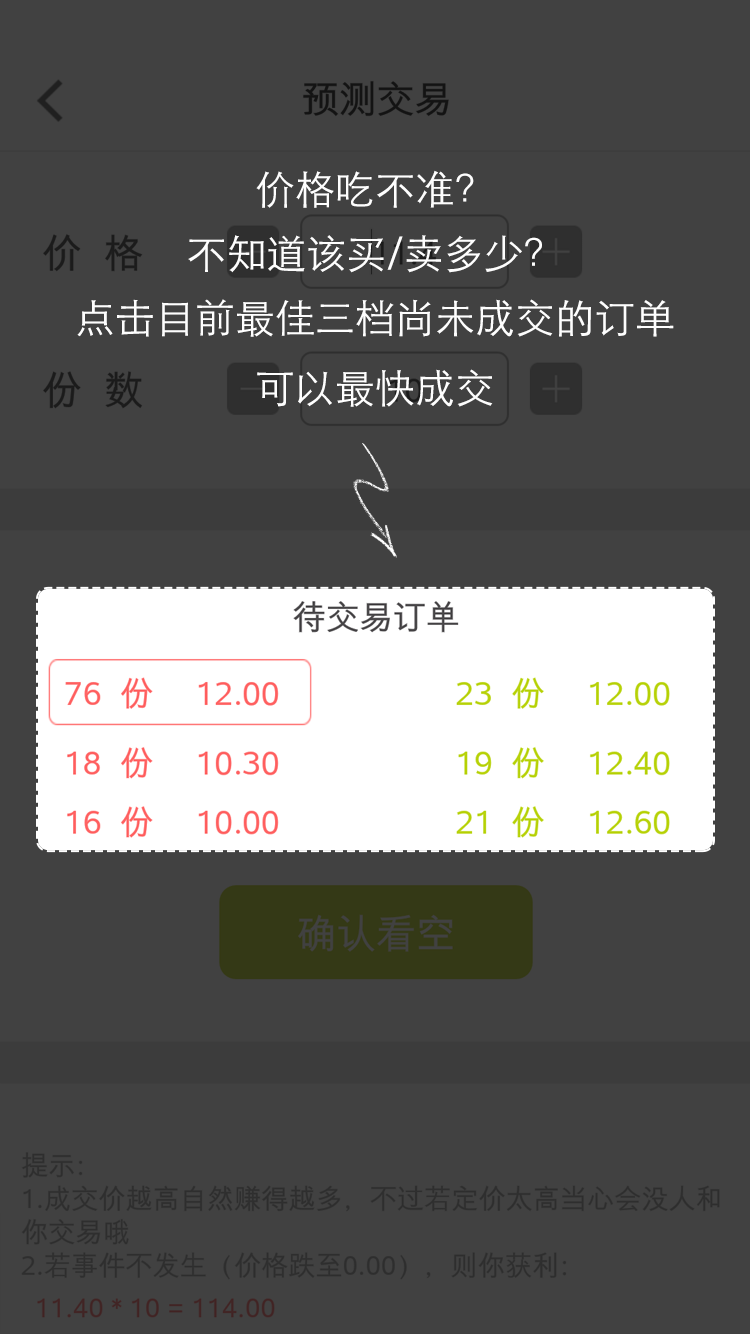 预测交易
价格吃不准?
价 格
不知道该买/卖多少?
点击目前最佳三档尚未成交的订单
份 数
可以最快成交
待交易订单
76 份 12.00 23 份 12.00
18 份 10.30 19 份 12.40
16 份 10.00 21 份 12.60
确认看空
提示:
1.成交价越高自然赚得越多，不过若定价太高当心会没人和
你交易哦
2.若事件不发生（价格跌至0.00），则你获利:
11.40 * 10 = 114.00